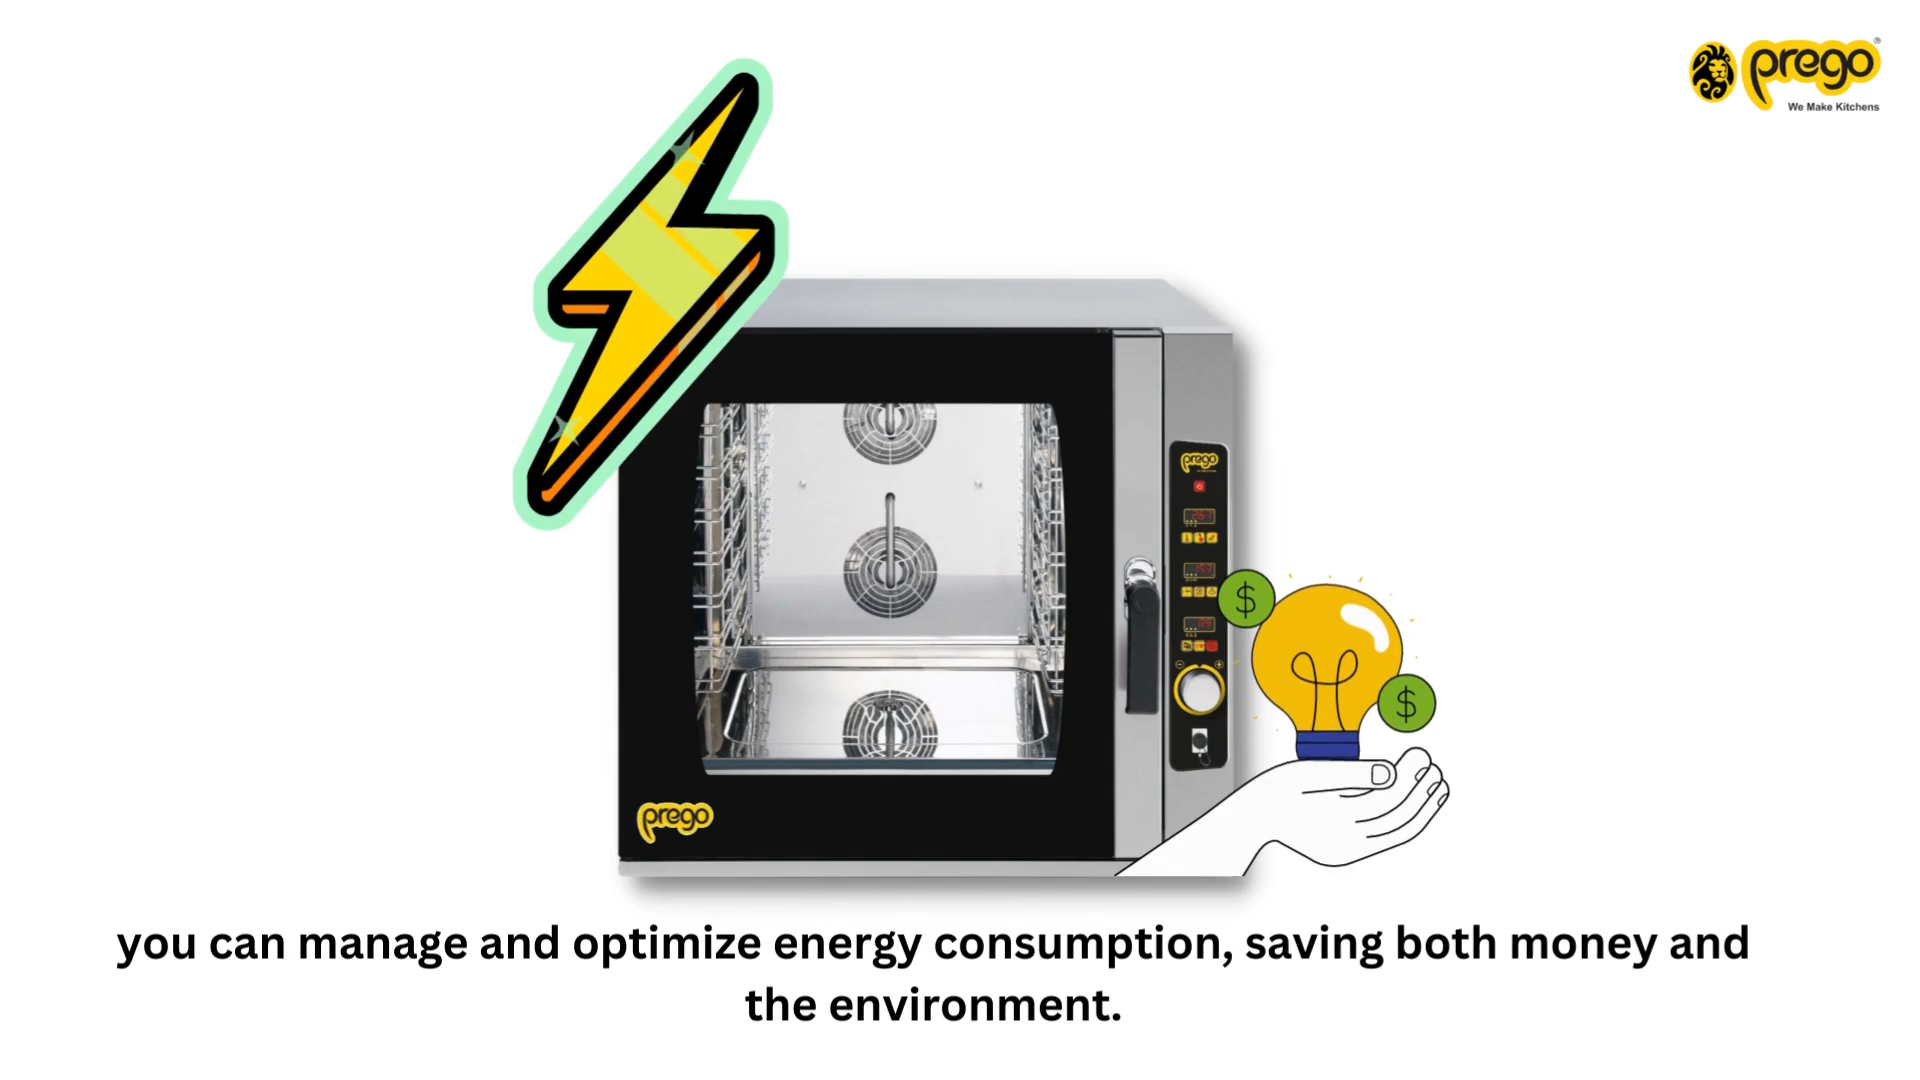 prego®
We Make Kitchens
prego
$
$
prego
you can manage and optimize energy consumption, saving both money and
the environment.